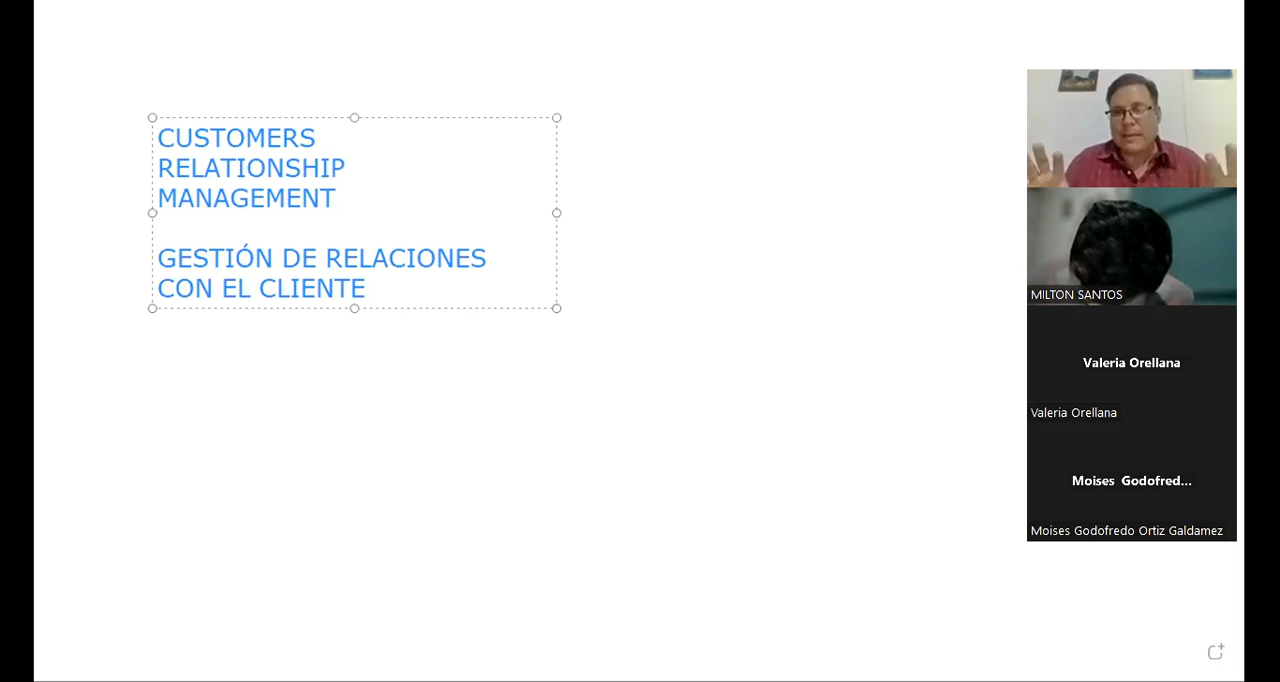 CUSTOMERS
RELATIONSHIP
MANAGEMENT
GESTIÓN DE RELACIONES
CON EL CLIENTE
MILTON SANTOS
Valeria Orellana
Valeria Orellana
Moises Godofred...
Moises Godofredo Ortiz Galdamez